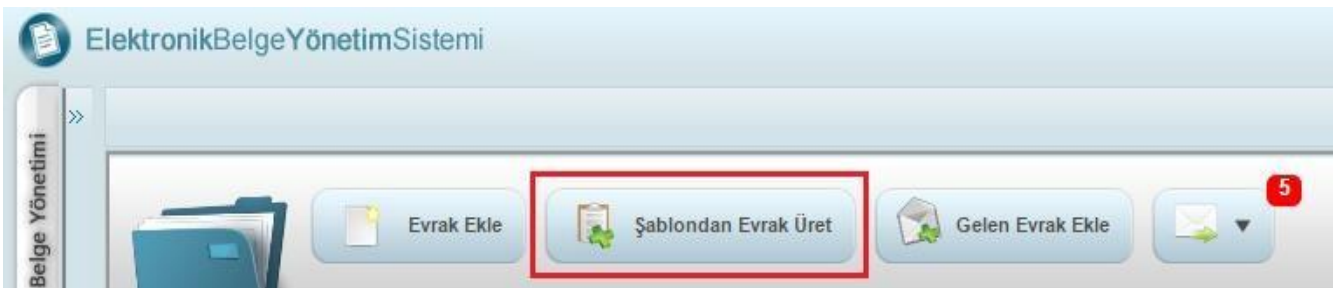 ElektronikBelgeYönetimSistemi
»
Belge Yönetimi
5
Evrak Ekle
Şablondan Evrak Üret
Gelen Evrak Ekle